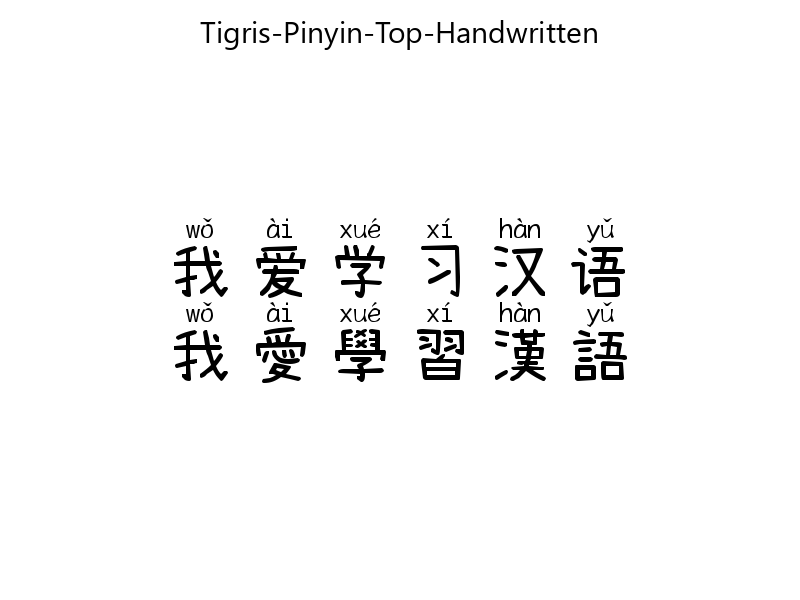 Tigris-Pinyin-Top-Handwritten
wǒ ài xué xí hàn yǔ
我爱学习汉语
wǒ ài xué xí hàn yǔ
我愛學習漢語